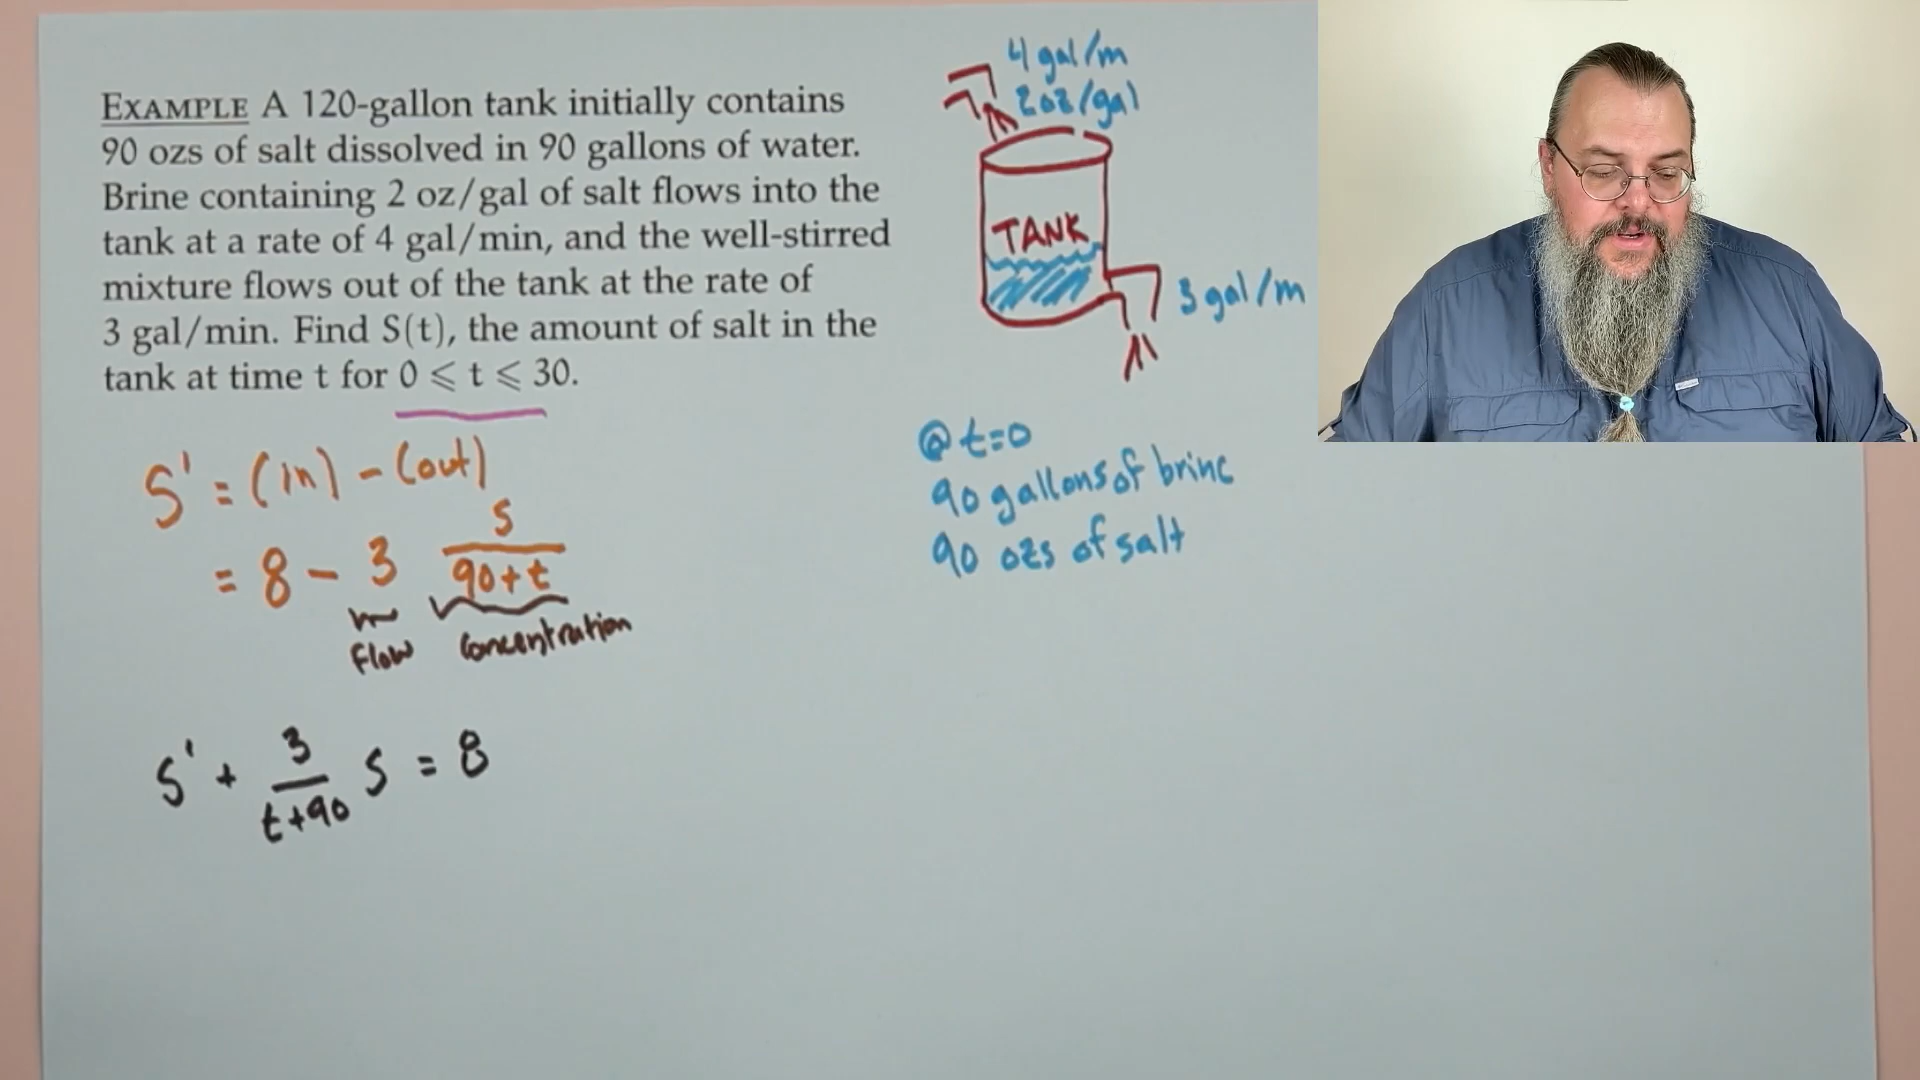 EXAMPLE A 120-gallon tank initially contains
90 ozs of salt dissolved in 90 gallons of water.
Brine containing 2 oz/gal of salt flows into the
tank at a rate of 4 gal/min, and the well-stirred
mixture flows out of the tank at the rate of
3 gal/min. Find S(t), the amount of salt in the
tank at time t for 0 ⩽ t ⩽ 30.
S' = (in) - (out)
= 8 - 3 S/(90+t)
flow concentration
S' + 3/(t+90) S = 8
4 gal/m
2oz/gal
TANK
3 gal/m
@ t=0
90 gallons of brine
90 ozs of salt